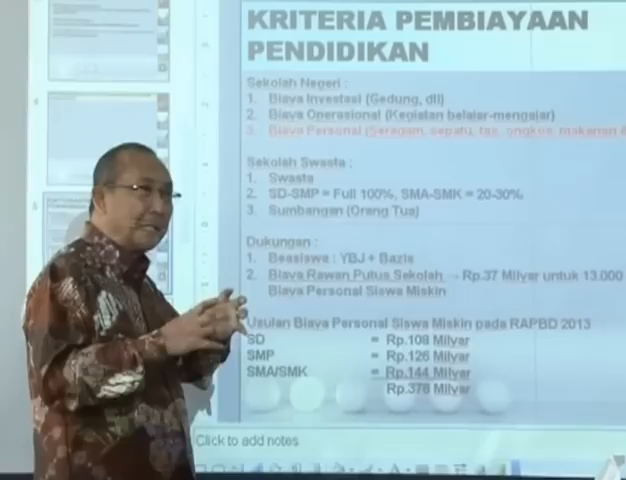 KRITERIA PEMBIAYAAN
PENDIDIKAN
Sekolah Negeri :
1. Biaya Investasi (Gedung, dll)
2. Biaya Operasional (Kegiatan belajar-mengajar)
3. Biaya Personal (Seragam, sepatu, tas, ongkos, makanan
Sekolah Swasta :
1. Swasta
2. SD-SMP = Full 100%, SMA-SMK = 20-30%
3. Sumbangan (Orang Tua)
Dukungan :
1. Beasiswa : YBJ + Bazis
2. Biaya Rawan Putus Sekolah → Rp.37 Milyar untuk 13.000
Biaya Personal Siswa Miskin
Usulan Biaya Personal Siswa Miskin pada RAPBD 2013
SD = Rp.108 Milyar
SMP = Rp.126 Milyar
SMA/SMK = Rp.144 Milyar
Rp.378 Milyar
Click to add notes